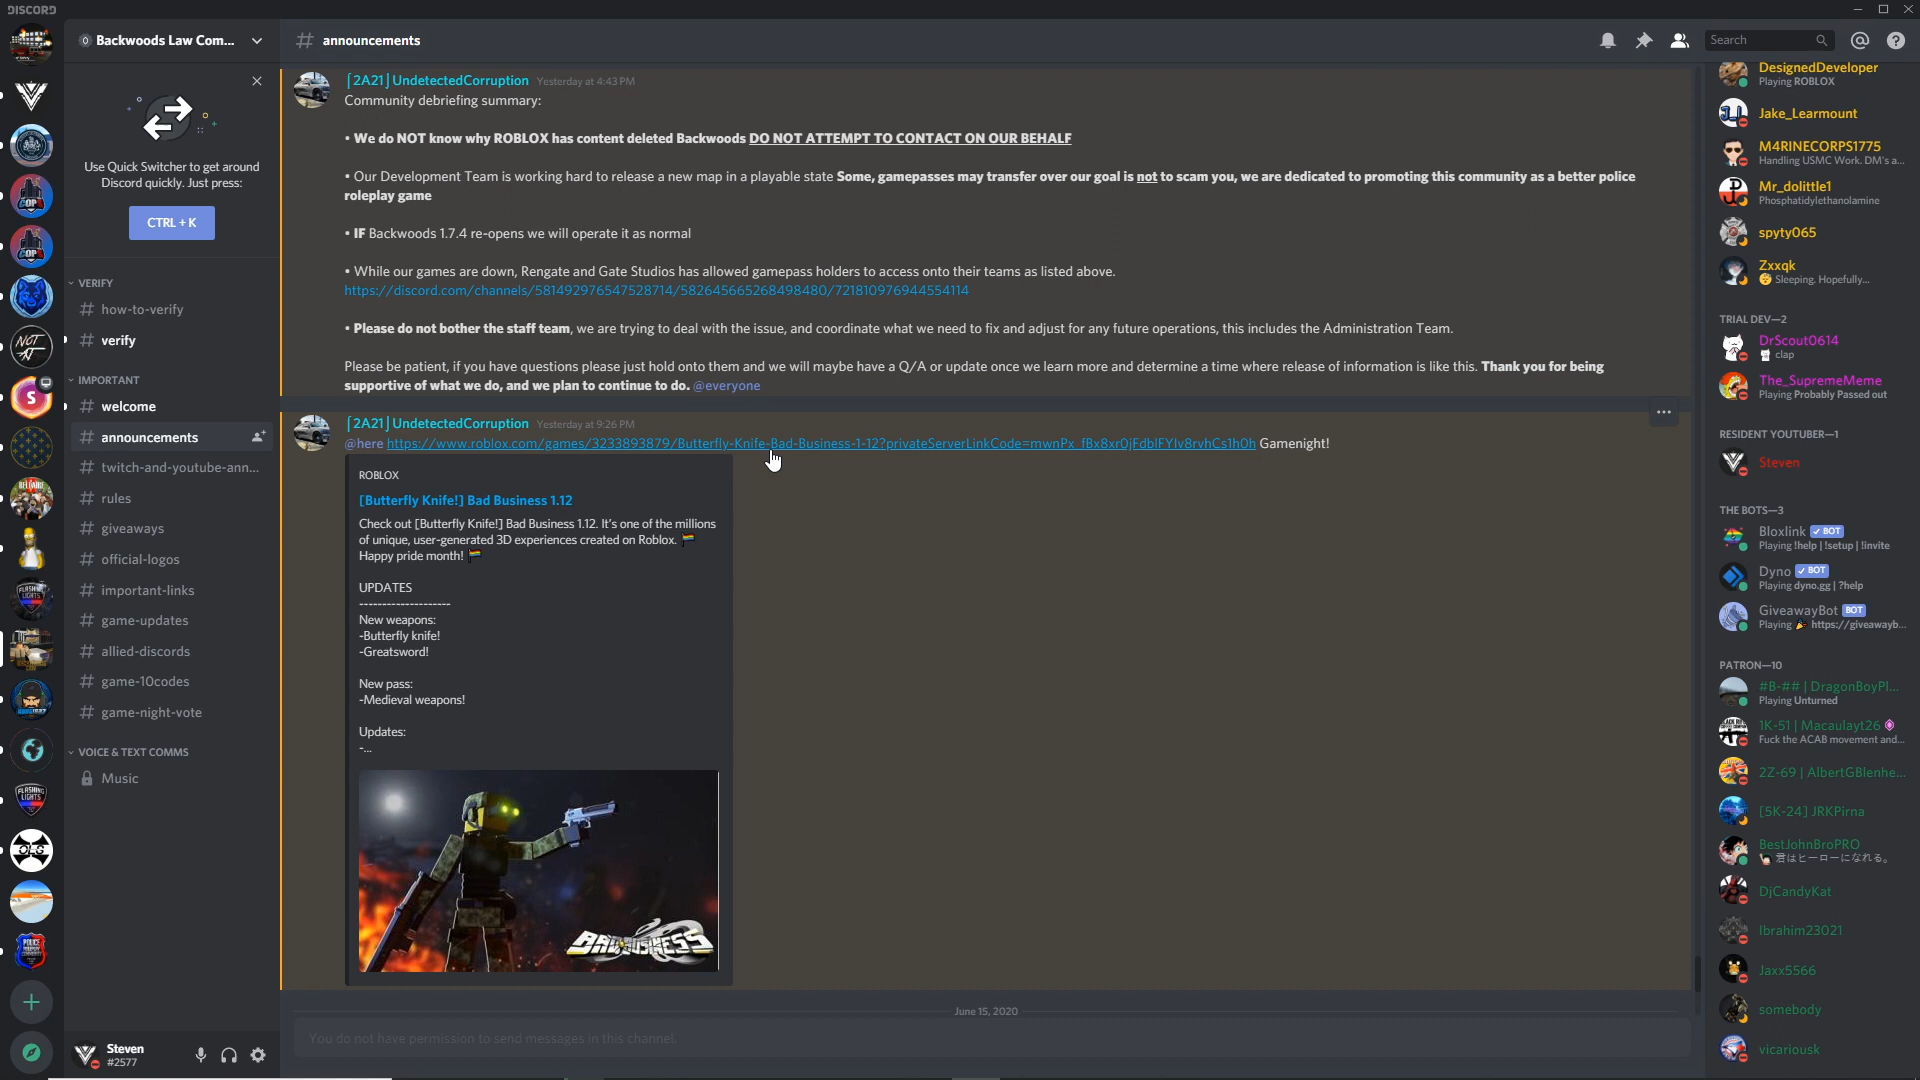 DISCORD
Backwoods Law Com...
announcements
Search
Use Quick Switcher to get around
Discord quickly. Just press:
CTRL + K
VERIFY
how-to-verify
verify
IMPORTANT
welcome
announcements
twitch-and-youtube-ann...
rules
giveaways
official-logos
important-links
game-updates
allied-discords
game-10codes
game-night-vote
VOICE & TEXT COMMS
Music
Steven
#2577
[2A21] UndetectedCorruption Yesterday at 4:43 PM
Community debriefing summary:
• We do NOT know why ROBLOX has content deleted Backwoods DO NOT ATTEMPT TO CONTACT ON OUR BEHALF
• Our Development Team is working hard to release a new map in a playable state Some, gamepasses may transfer over our goal is not to scam you, we are dedicated to promoting this community as a better police
roleplay game
• IF Backwoods 1.7.4 re-opens we will operate it as normal
• While our games are down, Rengate and Gate Studios has allowed gamepass holders to access onto their teams as listed above.
https://discord.com/channels/581492976547528714/582645665268498480/721810976944554114
• Please do not bother the staff team, we are trying to deal with the issue, and coordinate what we need to fix and adjust for any future operations, this includes the Administration Team.
Please be patient, if you have questions please just hold onto them and we will maybe have a Q/A or update once we learn more and determine a time where release of information is like this. Thank you for being
supportive of what we do, and we plan to continue to do. @everyone
[2A21] UndetectedCorruption Yesterday at 9:26 PM
@here https://www.roblox.com/games/3233893879/Butterfly-Knife-Bad-Business-1-12?privateServerLinkCode=mwnPx_fBx8xr0jFdblFYIv8rvhCs1h0h Gamenight!
ROBLOX
[Butterfly Knife!] Bad Business 1.12
Check out [Butterfly Knife!] Bad Business 1.12. It's one of the millions
of unique, user-generated 3D experiences created on Roblox. 🏳️‍🌈
Happy pride month! 🏳️‍🌈
UPDATES
--------------------
New weapons:
-Butterfly knife!
-Greatsword!
New pass:
-Medieval weapons!
Updates:
-...
BAD BUSINESS
June 15, 2020
You do not have permission to send messages in this channel.
DesignedDeveloper
Playing ROBLOX
Jake_Learmount
M4RINECORPS1775
Handling USMC Work. DM's a...
Mr_dolittle1
Phosphatidylethanolamine
spyty065
Zxxqk
😴 Sleeping. Hopefully...
TRIAL DEV—2
DrScout0614
clap
The_SupremeMeme
Playing Probably Passed out
RESIDENT YOUTUBER—1
Steven
THE BOTS—3
Bloxlink ✓ BOT
Playing !help | !setup | !invite
Dyno ✓ BOT
Playing dyno.gg | ?help
GiveawayBot BOT
Playing 🎉 https://giveawayb...
PATRON—10
#B-## | DragonBoyPl...
Playing Unturned
1K-51 | Macaulayt26
Fuck the ACAB movement and...
2Z-69 | AlbertGBlenhe...
[5K-24] JRKPirna
BestJohnBroPRO
君はヒーローになれる。
DjCandyKat
Ibrahim23021
Jaxx5566
somebody
vicariousk